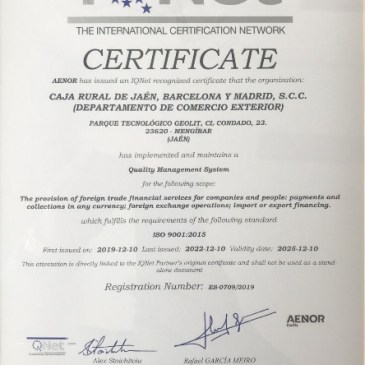 IQNet
THE INTERNATIONAL CERTIFICATION NETWORK
CERTIFICATE
AENOR has issued an IQNet recognized certificate that the organization:
CAJA RURAL DE JAÉN, BARCELONA Y MADRID, S.C.C.
(DEPARTAMENTO DE COMERCIO EXTERIOR)
PARQUE TECNOLÓGICO GEOLIT, CL CONDADO, 23.
23620 - MENGÍBAR
(JAÉN)
has implemented and maintains a
Quality Management System
for the following scope:
The provision of foreign trade financial services for companies and people: payments and
collections in any currency; foreign exchange operations; import or export financing.
which fulfills the requirements of the following standard
ISO 9001:2015
First issued on: 2019-12-10 Last issued: 2022-12-10 Validity date: 2025-12-10
This attestation is directly linked to the IQNet Partner's original certificate and shall not be used as a stand-
alone document
Registration Number: ES-0709/2019
IQNet
AENOR
Alex Stoichitoiu
Rafael GARCÍA MEIRO